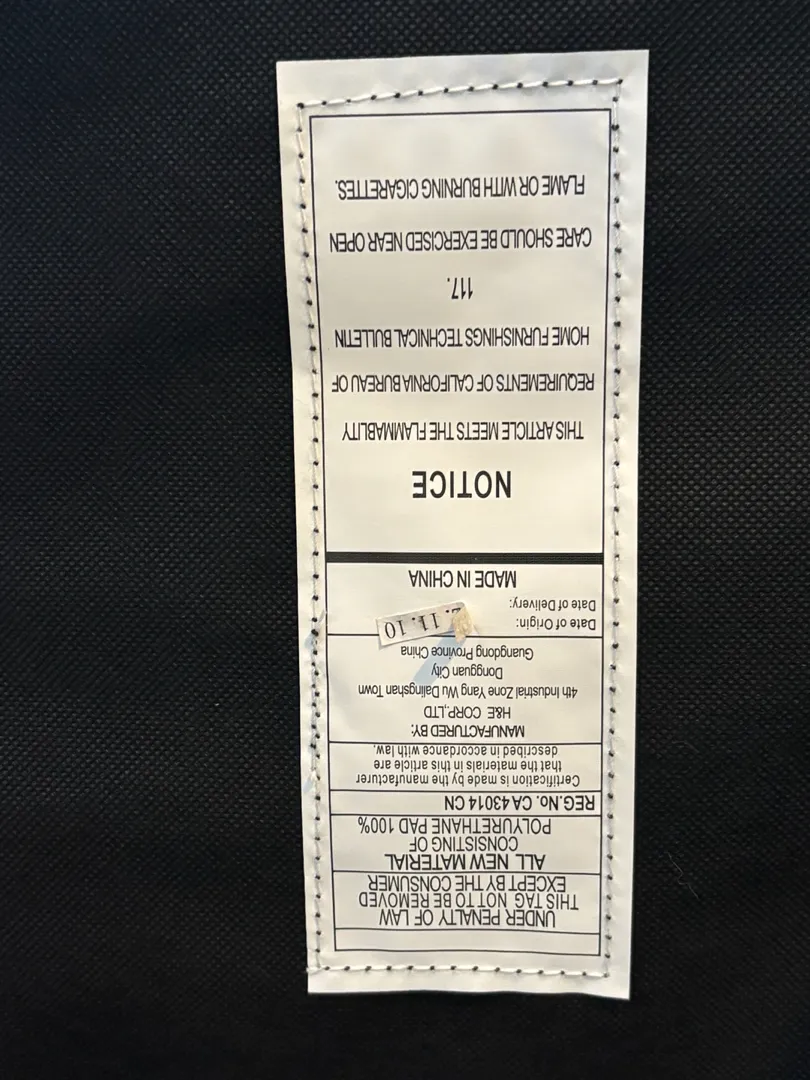 UNDER PENALTY OF LAW
THIS TAG NOT TO BE REMOVED
EXCEPT BY THE CONSUMER
ALL NEW MATERIAL
CONSISTING OF
POLYURETHANE PAD 100%
REG.No. CA 43014 CN
Certification is made by the manufacturer
that the materials in this article are
described in accordance with law.
MANUFACTURED BY:
H&E CORP.,LTD
4th Industrial Zone Yang Wu Dalingshan Town
Dongguan City
Guangdong Province China
Date of Origin:
11. 10
Date of Delivery:
MADE IN CHINA
NOTICE
THIS ARTICLE MEETS THE FLAMMABLITY
REQUIREMENTS OF CALIFORNIA BUREAU OF
HOME FURNISHINGS TECHNICAL BULLETIN
117.
CARE SHOULD BE EXERCISED NEAR OPEN
FLAME OR WITH BURNING CIGARETTES.